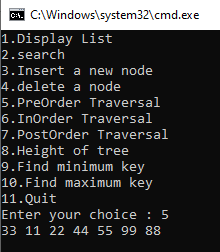 C:\Windows\system32\cmd.exe
1.Display List
2.search
3.Insert a new node
4.delete a node
5.PreOrder Traversal
6.InOrder Traversal
7.PostOrder Traversal
8.Height of tree
9.Find minimum key
10.Find maximum key
11.Quit
Enter your choice : 5
33 11 22 44 55 99 88